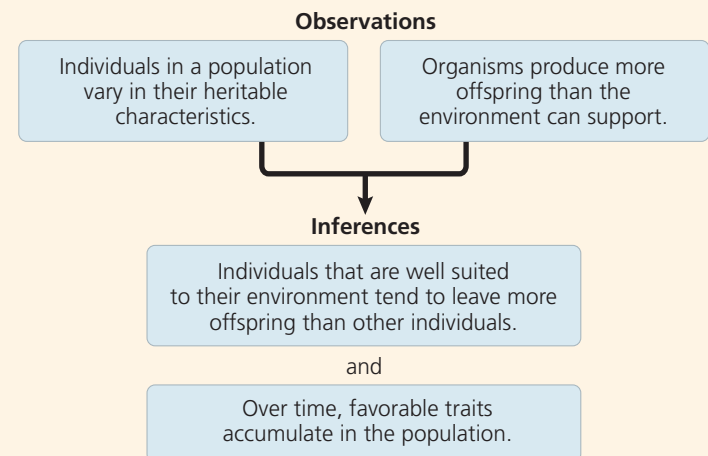 Observations
Individuals in a population
vary in their heritable
characteristics.
Organisms produce more
offspring than the
environment can support.
Inferences
Individuals that are well suited
to their environment tend to leave more
offspring than other individuals.
and
Over time, favorable traits
accumulate in the population.